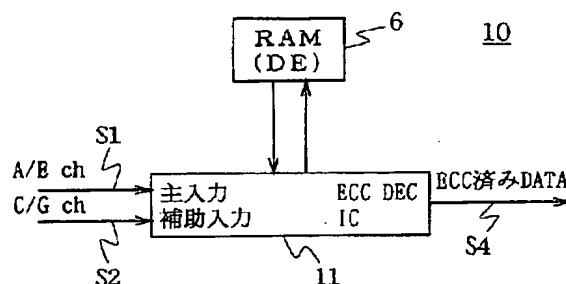 RAM
(DE)
6
10
S1
A/E ch
C/G ch
S2
主入力
補助入力
ECC DEC
IC
11
ECC済みDATA
S4